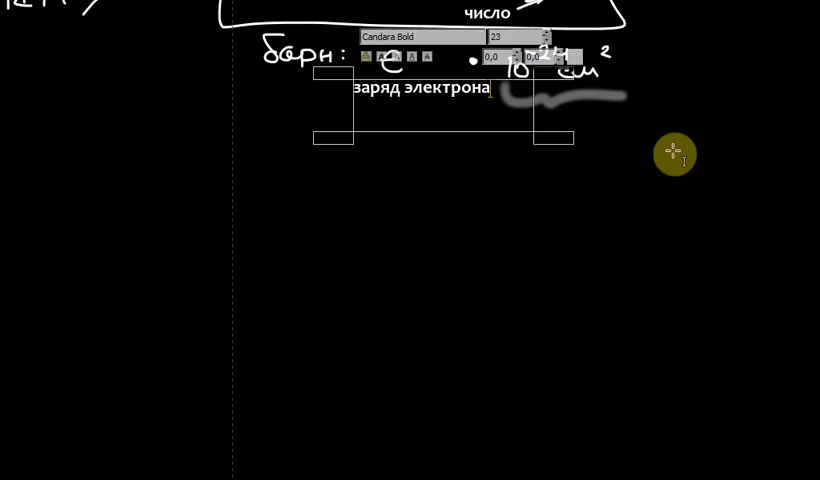 число
Candara Bold 23
барн: e · 10⁻²⁴ см²
0,0 0,0
заряд электрона